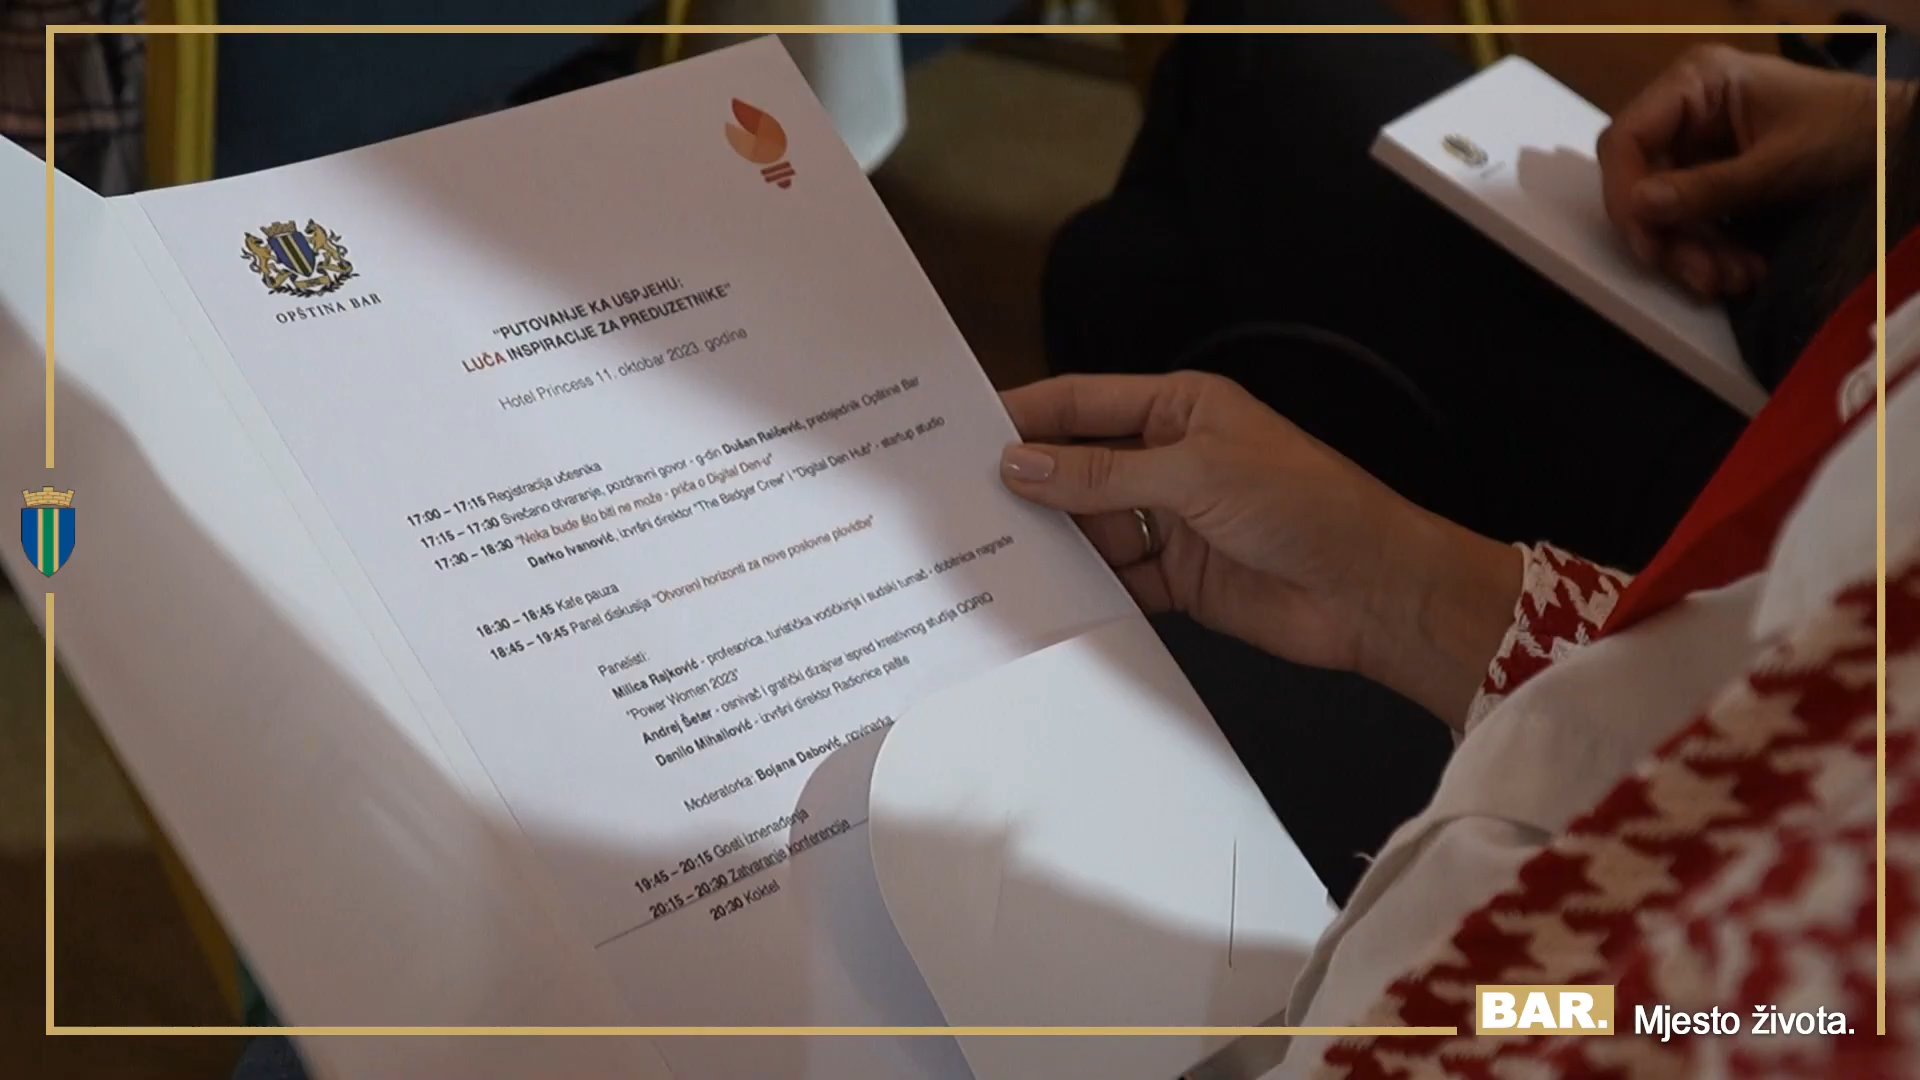 OPŠTINA BAR
"PUTOVANJE KA USPJEHU:
LUČA INSPIRACIJE ZA PREDUZETNIKE"
Hotel Princess 11. oktobar 2023. godine
17:00 – 17:15 Registracija učesnika
17:15 – 17:30 Svečano otvaranje, pozdravni govor - g-din Dušan Raičević, predsjednik Opštine Bar
17:30 – 18:30 "Neka bude što biti ne može - priča o Digital Den-u"
Darko Ivanović, izvršni direktor "The Badger Crew" i "Digital Den Hub" - startup studio
18:30 – 18:45 Kafe pauza
18:45 – 19:45 Panel diskusija "Otvoreni horizonti za nove poslovne plovidbe"
Panelisti:
Milica Rajković - profesorica, turistička vodičkinja i sudski tumač - dobitnica nagrade
"Power Women 2023"
Andrej Šeter - osnivač i grafički dizajner ispred kreativnog studija QQRIQ
Danilo Mihailović - izvršni direktor Radionice pašte
Moderatorka: Bojana Dabović, novinarka
19:45 – 20:15 Gosti iznenađenja
20:15 – 20:30 Zatvaranje konferencije
20:30 Koktel
BAR. Mjesto života.